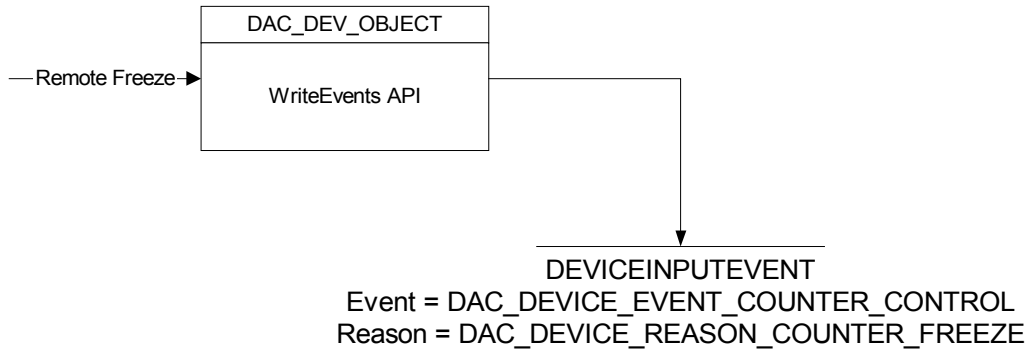 DAC_DEV_OBJECT
Remote Freeze
WriteEvents API
DEVICEINPUTEVENT
Event = DAC_DEVICE_EVENT_COUNTER_CONTROL
Reason = DAC_DEVICE_REASON_COUNTER_FREEZE